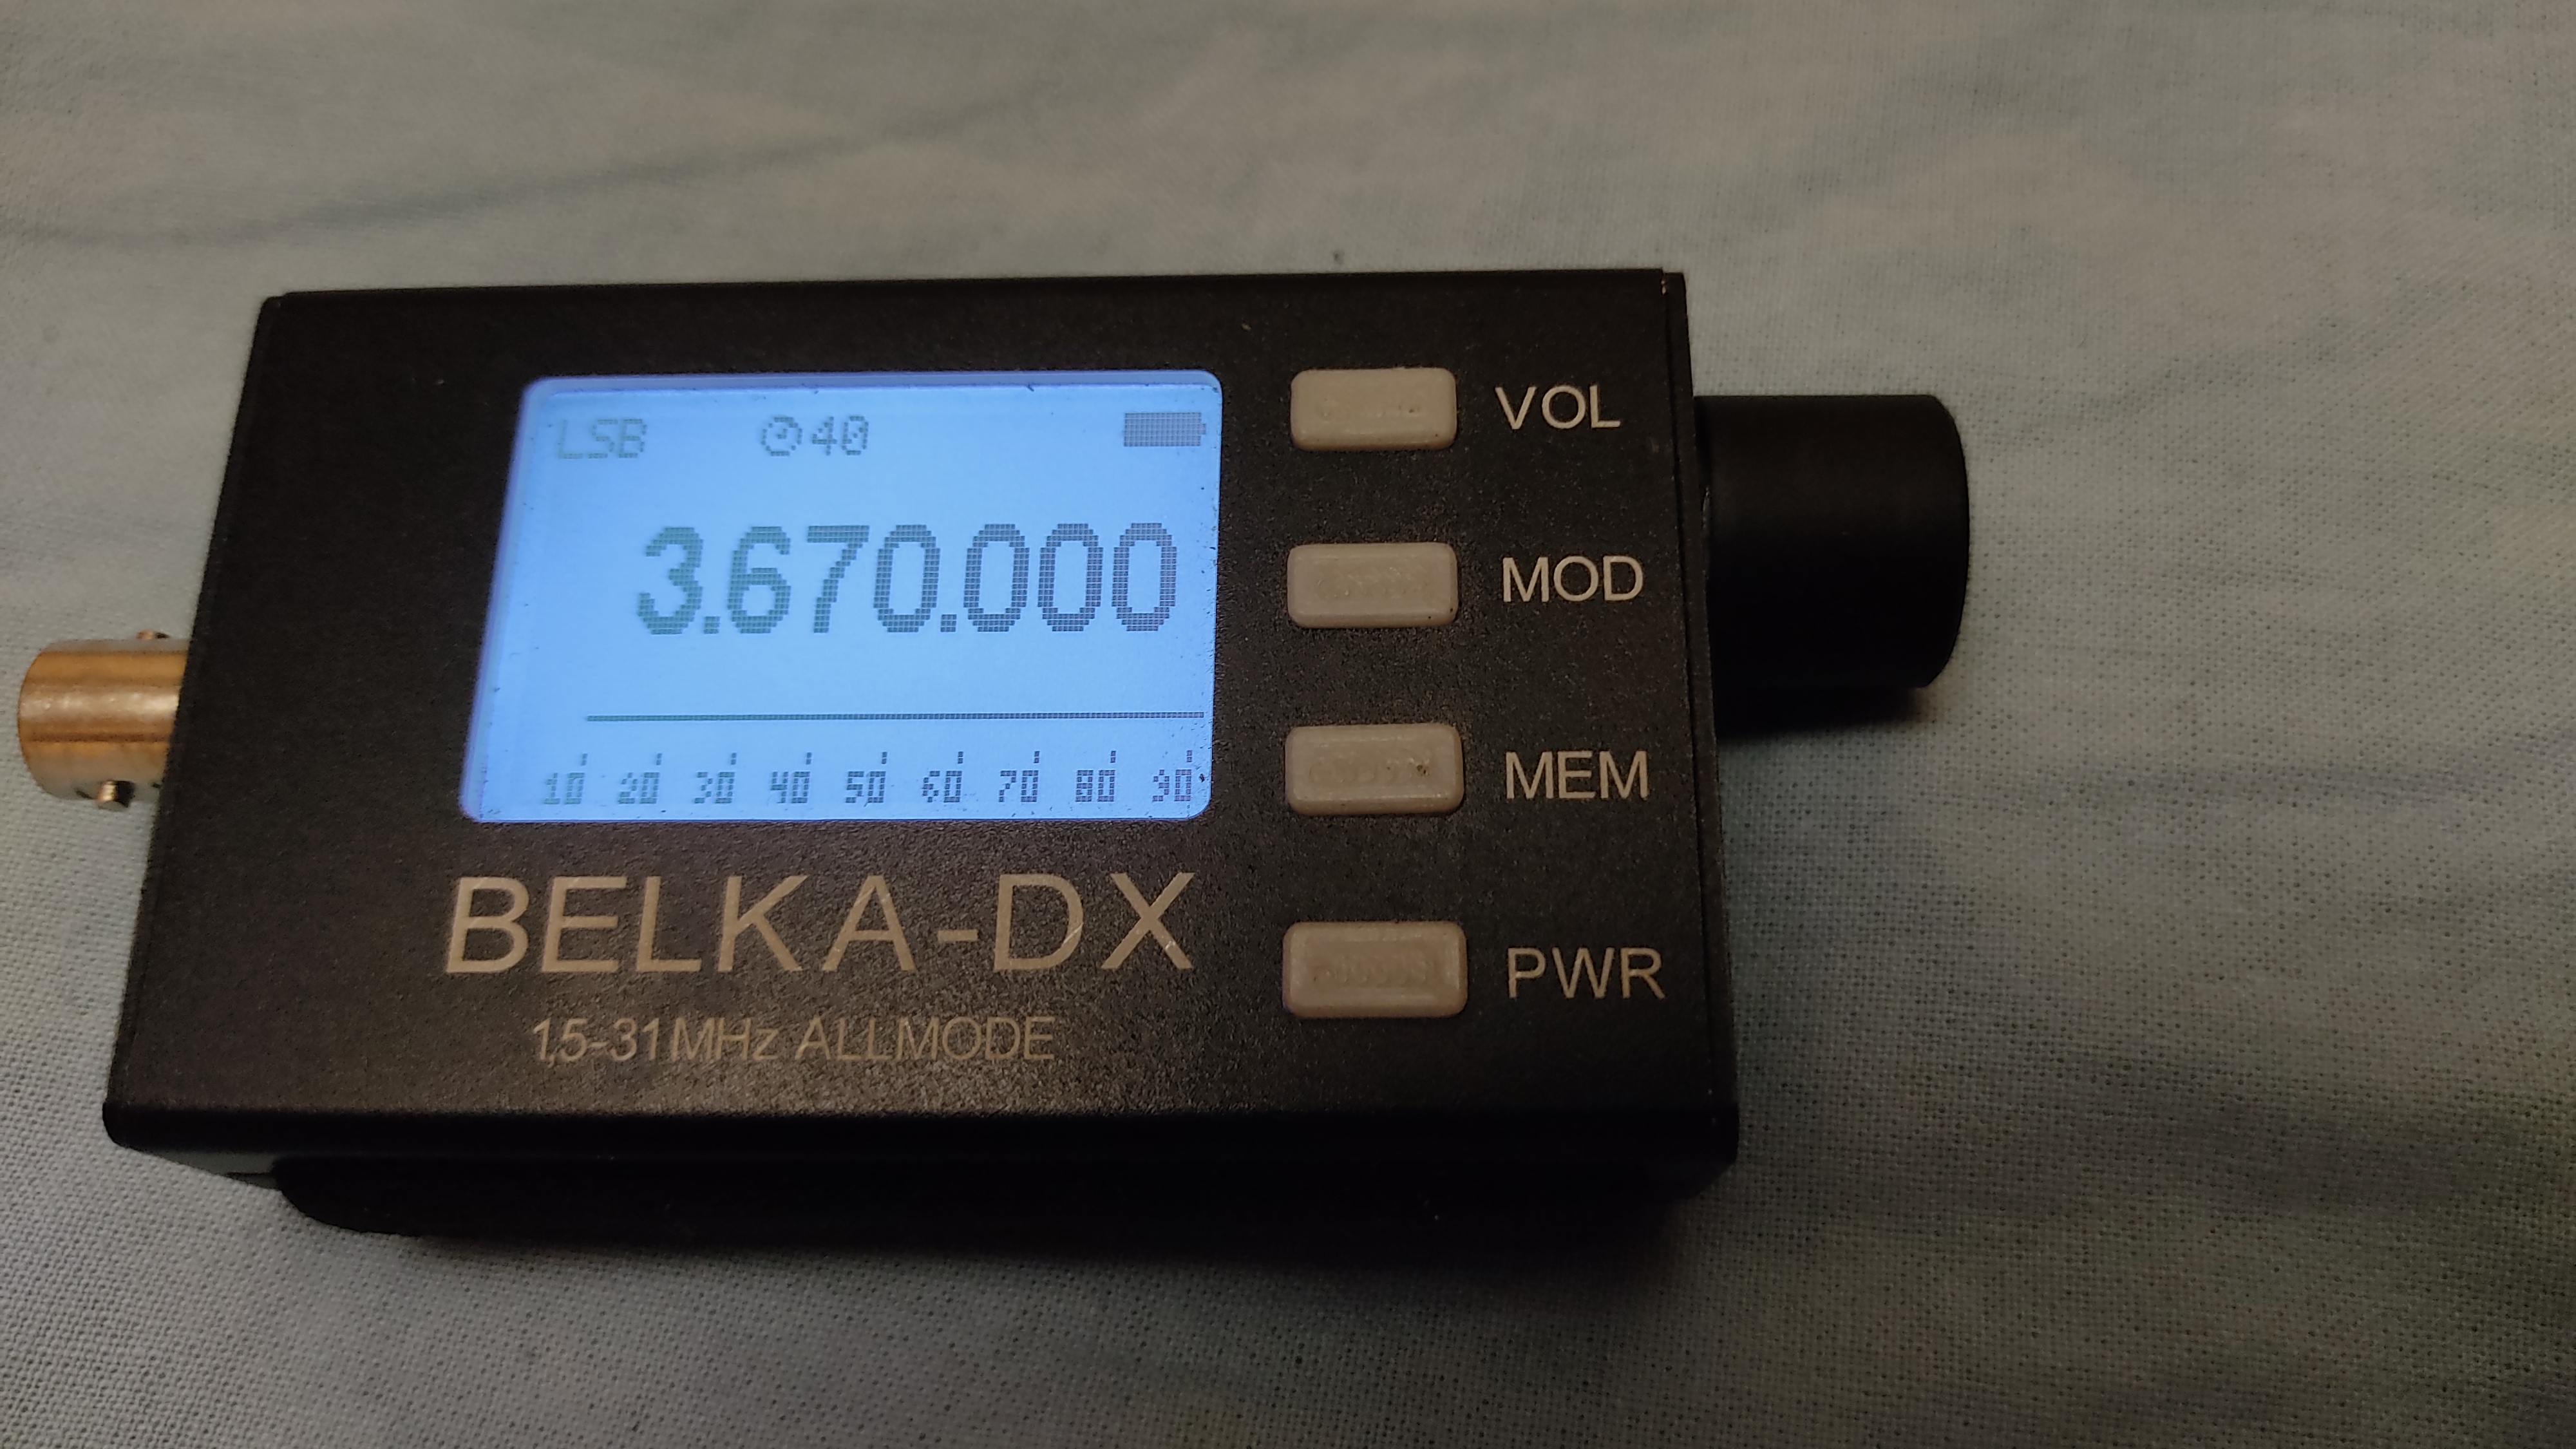 LSB 40
3.670.000
10 20 30 40 50 60 70 80 90
VOL
MOD
MEM
PWR
BELKA-DX
1,5-31MHz ALLMODE